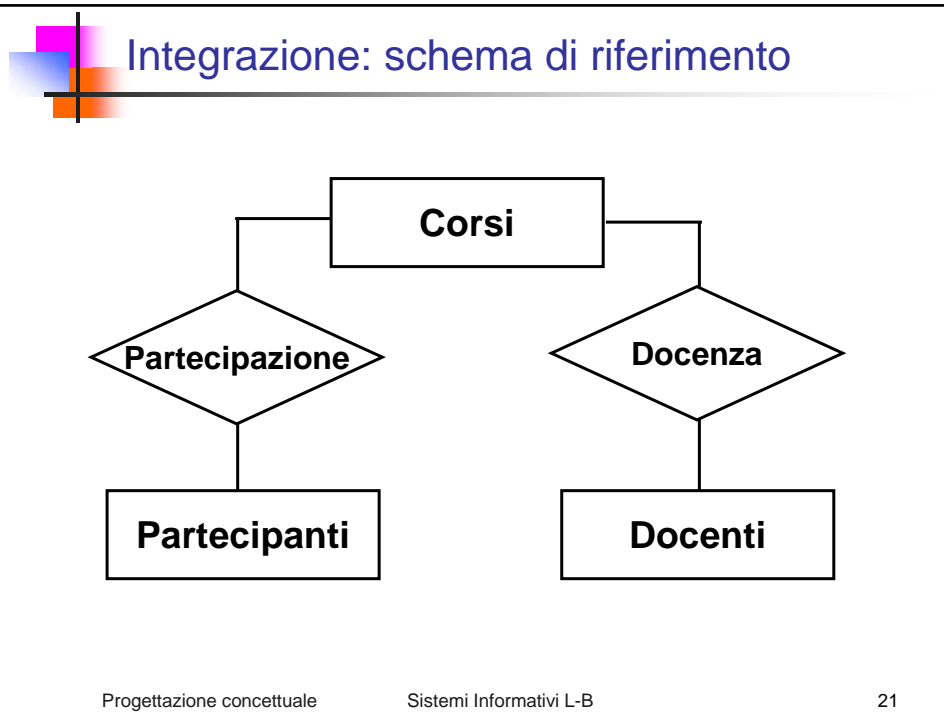 Integrazione: schema di riferimento
Corsi
Partecipazione
Docenza
Partecipanti
Docenti
Progettazione concettuale Sistemi Informativi L-B 21